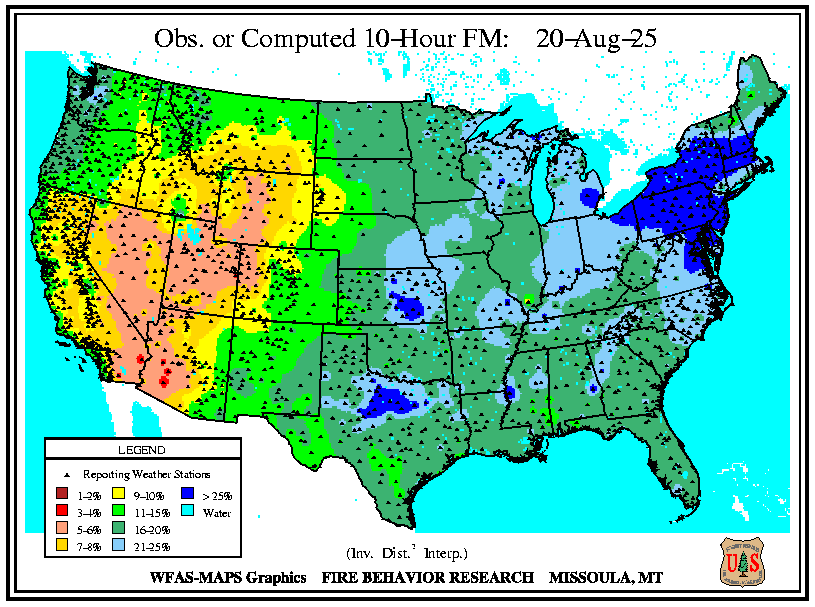 Obs. or Computed 10-Hour FM: 20-Aug-25
LEGEND
Reporting Weather Stations
1-2% 9-10% > 25%
3-4% 11-15% Water
5-6% 16-20%
7-8% 21-25%
(Inv. Dist.² Interp.)
WFAS-MAPS Graphics FIRE BEHAVIOR RESEARCH MISSOULA, MT
U S